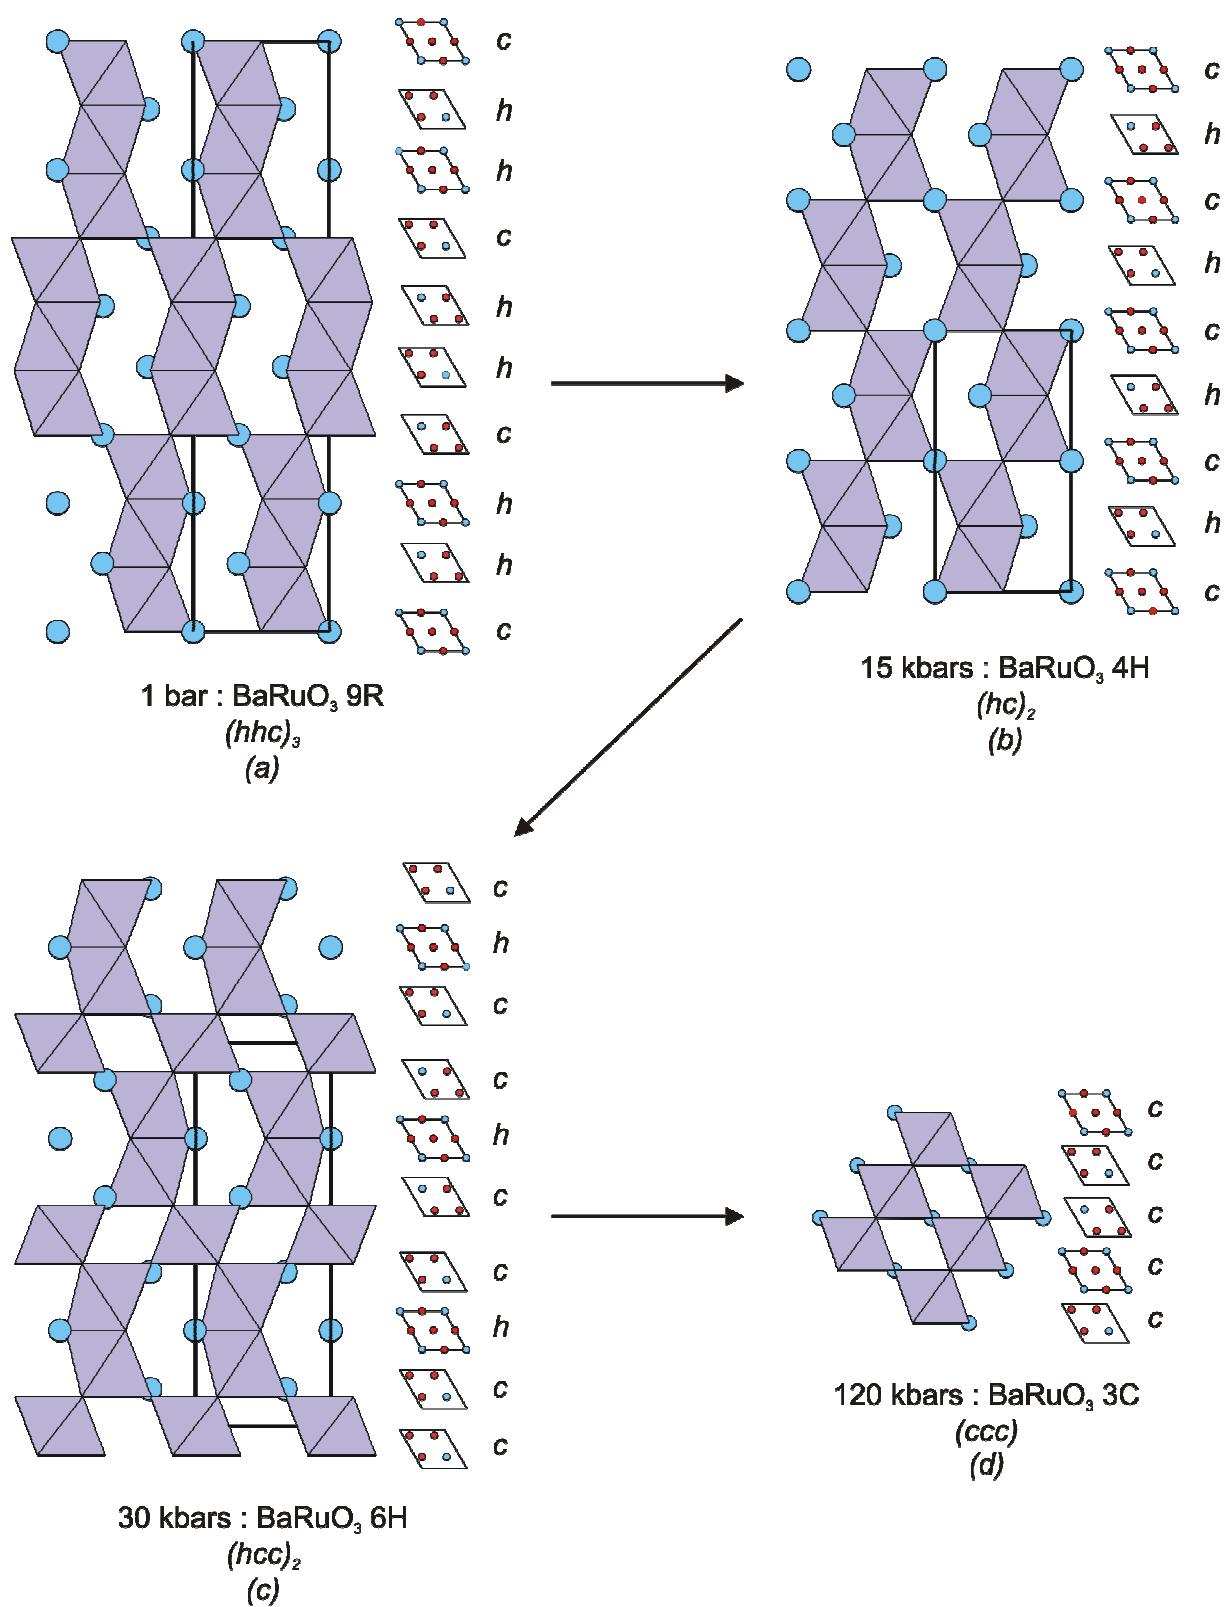 c
h
h
c
h
h
c
h
h
c
1 bar : BaRuO₃ 9R
(hhc)₃
(a)
c
h
c
h
c
h
c
h
c
15 kbars : BaRuO₃ 4H
(hc)₂
(b)
c
h
c
c
h
c
c
h
c
c
30 kbars : BaRuO₃ 6H
(hcc)₂
(c)
c
c
c
c
c
120 kbars : BaRuO₃ 3C
(ccc)
(d)